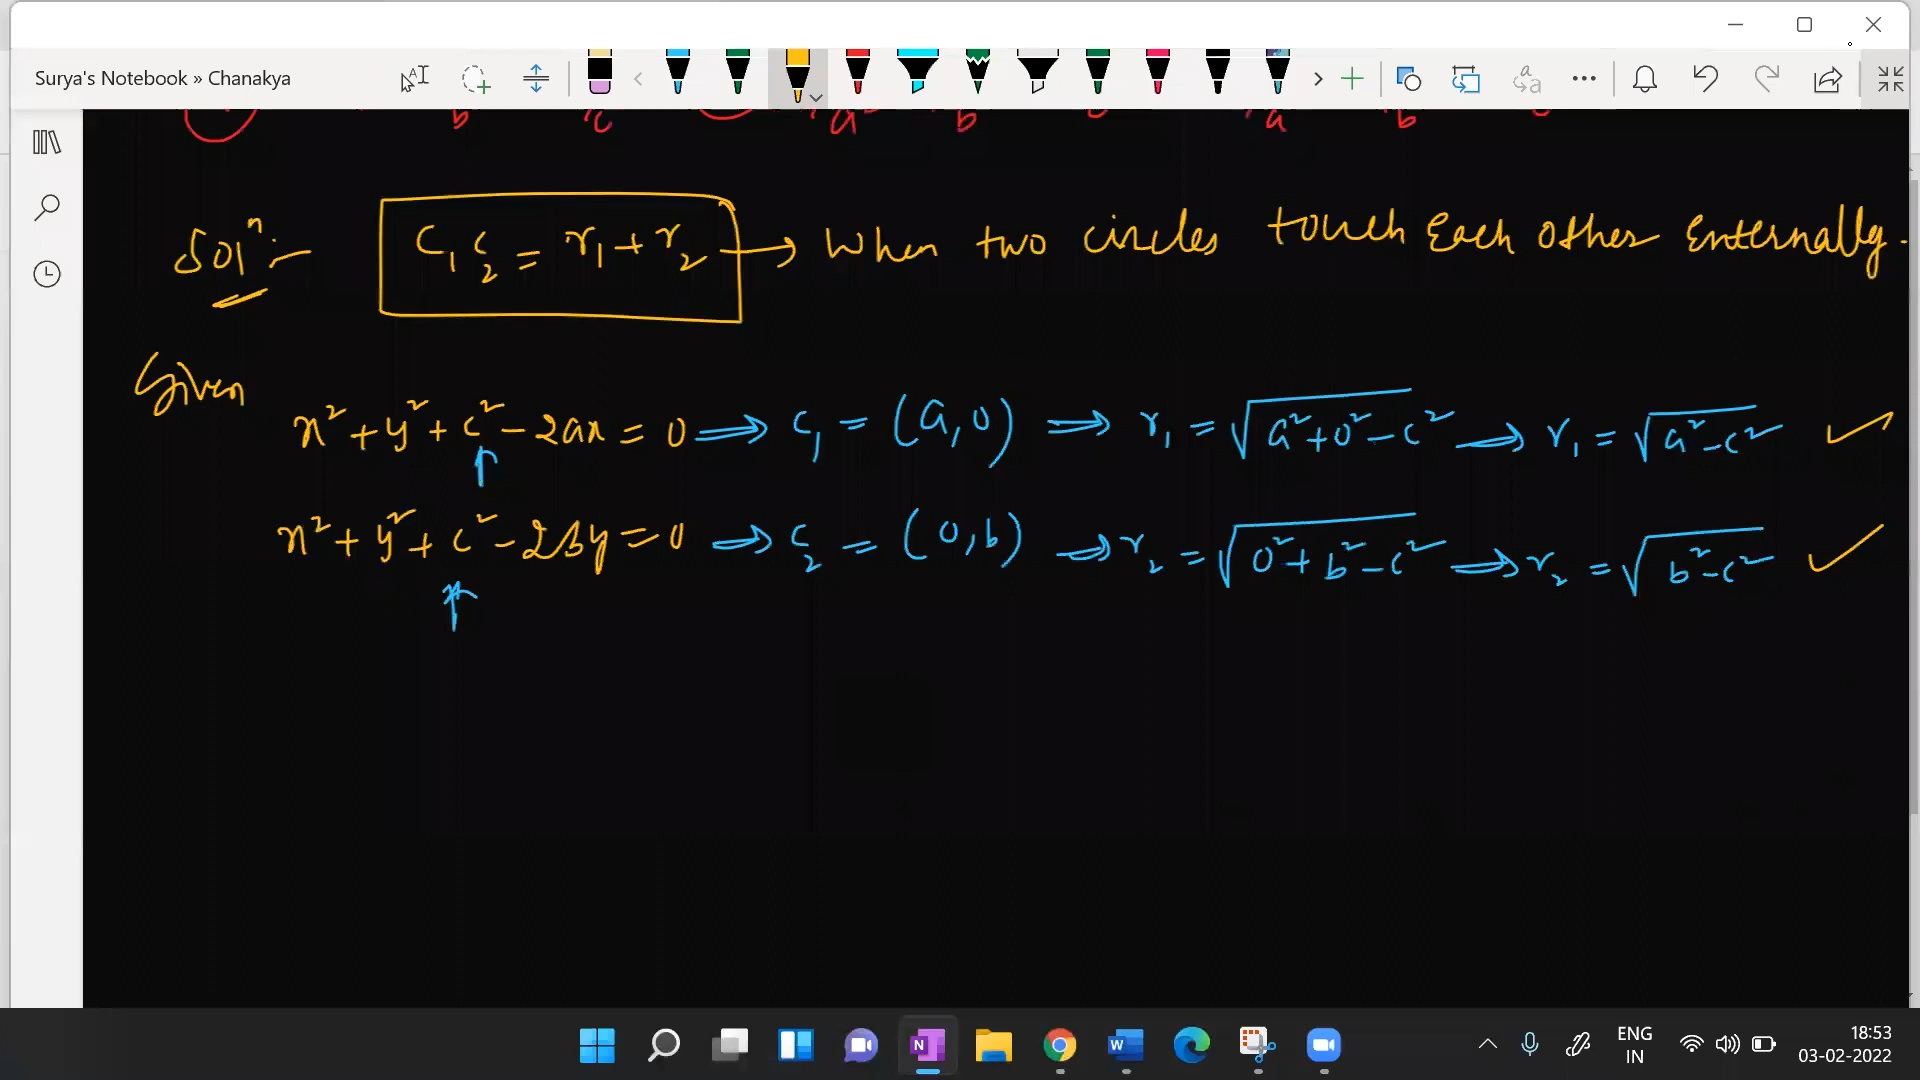 Surya's Notebook » Chanakya
b c a b c a b c
Solⁿ:- C₁C₂ = r₁ + r₂ → When two circles touch Each other Enternally.
Given
x² + y² + c² - 2ax = 0 ⟹ C₁ = (a, 0) ⟹ r₁ = √(a² + 0² - c²) ⟹ r₁ = √(a² - c²) ✓
↑
x² + y² + c² - 2by = 0 ⟹ C₂ = (0, b) ⟹ r₂ = √(0² + b² - c²) ⟹ r₂ = √(b² - c²) ✓
↑
ENG 18:53
IN 03-02-2022